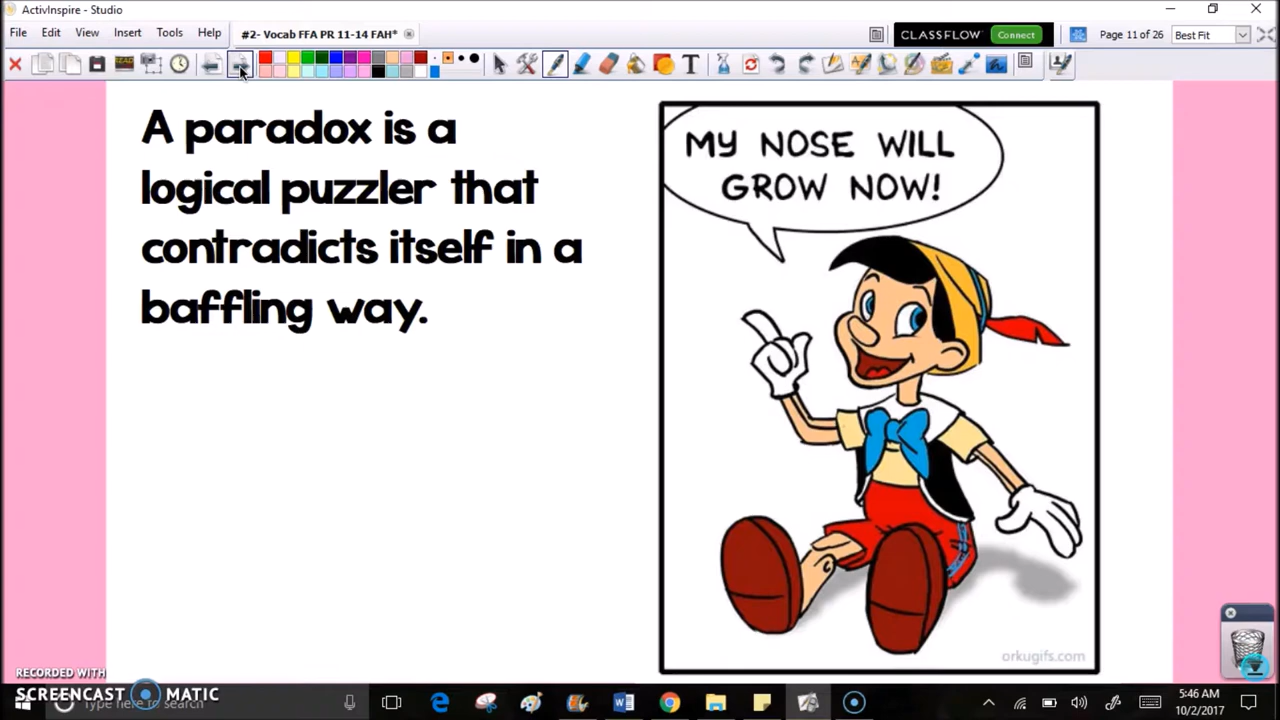 ActivInspire - Studio
File Edit View Insert Tools Help #2- Vocab FFA PR 11-14 FAH* CLASSFLOW Connect Page 11 of 26 Best Fit
A paradox is a
logical puzzler that
contradicts itself in a
baffling way.
MY NOSE WILL
GROW NOW!
orkugifs.com
RECORDED WITH
SCREENCAST MATIC
Type here to search
5:46 AM
10/2/2017